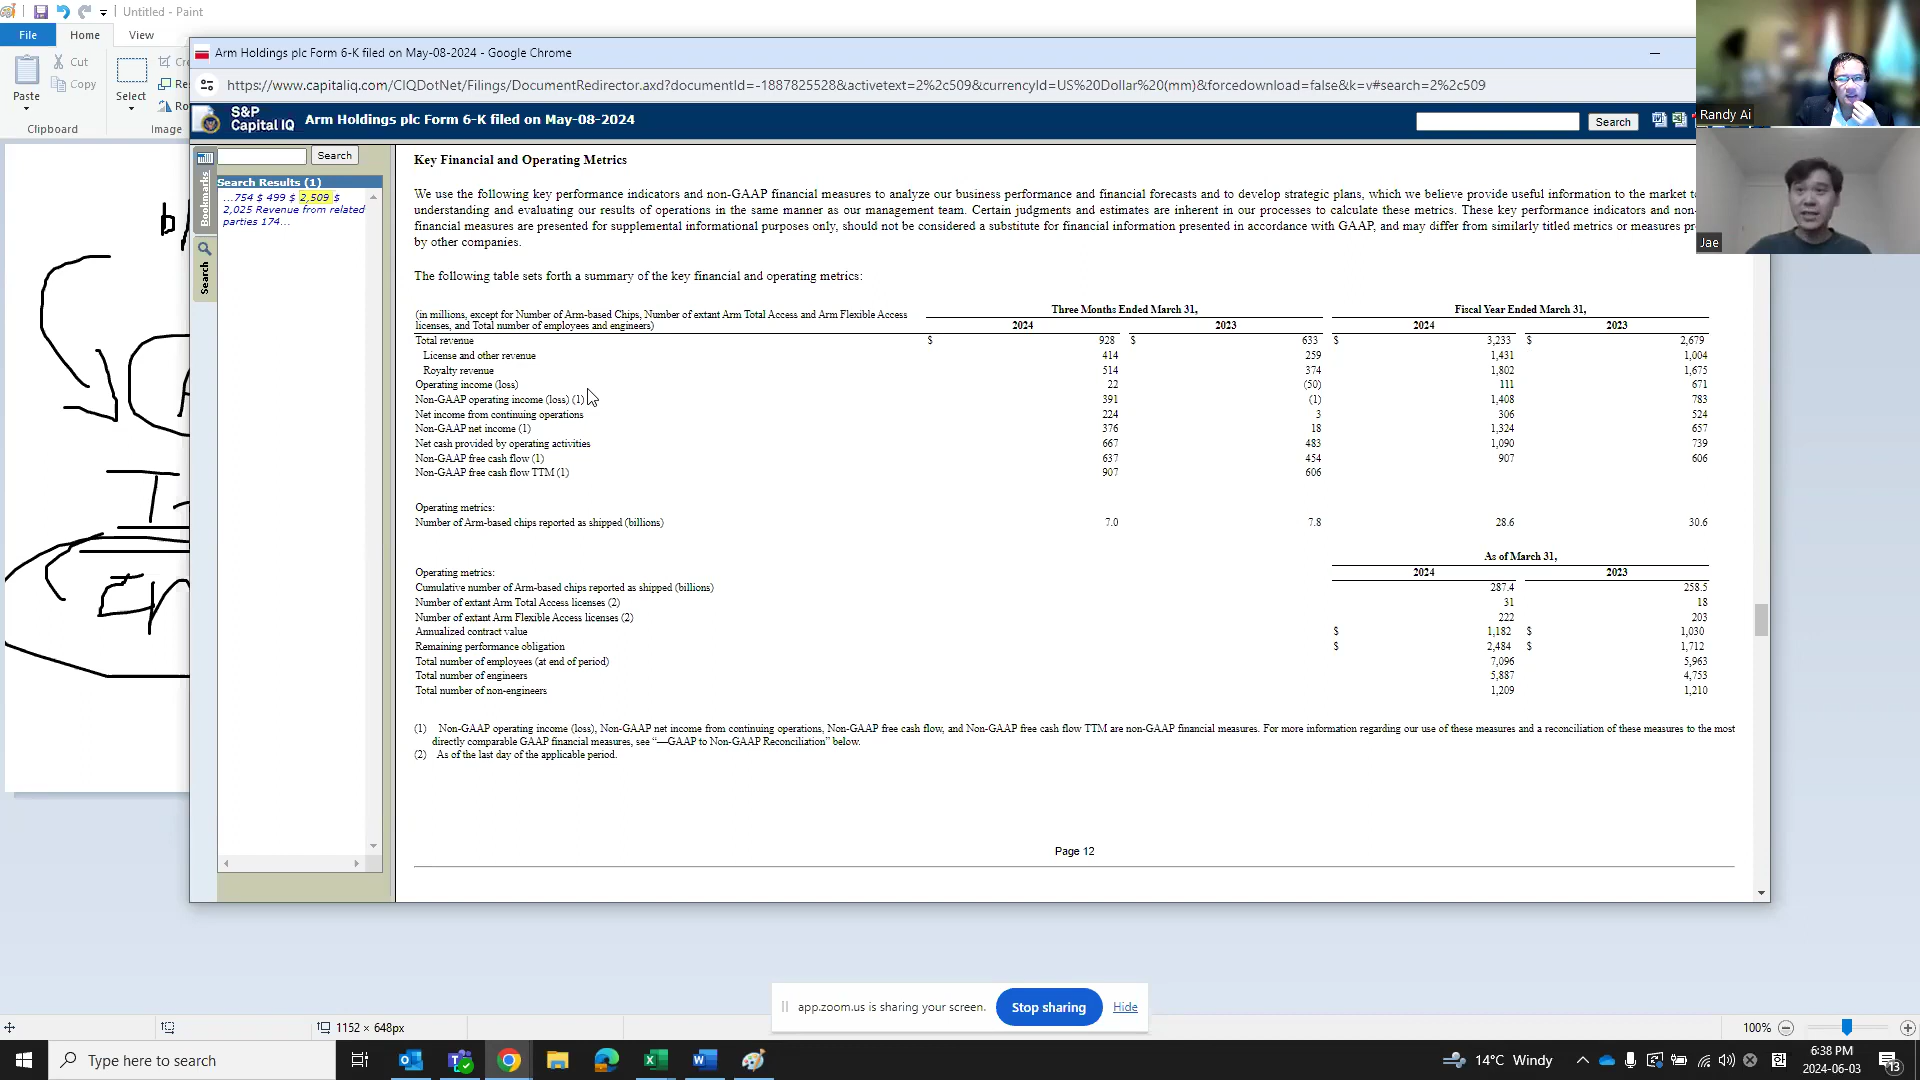 Untitled - Paint
File Home View
Paste
Cut
Copy
Clipboard
Select
Image
Arm Holdings plc Form 6-K filed on May-08-2024 - Google Chrome
https://www.capitaliq.com/CIQDotNet/Filings/DocumentRedirector.axd?documentId=-1887825528&activetext=2%2c509&currencyId=US%20Dollar%20(mm)&forcedownload=false&k=v#search=2%2c509
S&P
Capital IQ
Arm Holdings plc Form 6-K filed on May-08-2024
Search
Search
Bookmarks
Search
Search Results (1)
...754 $ 499 $ 2,509 $
2,025 Revenue from related
parties 174...
Key Financial and Operating Metrics
We use the following key performance indicators and non-GAAP financial measures to analyze our business performance and financial forecasts and to develop strategic plans, which we believe provide useful information to the market
understanding and evaluating our results of operations in the same manner as our management team. Certain judgments and estimates are inherent in our processes to calculate these metrics. These key performance indicators and non-
financial measures are presented for supplemental informational purposes only, should not be considered a substitute for financial information presented in accordance with GAAP, and may differ from similarly titled metrics or measures
by other companies.
The following table sets forth a summary of the key financial and operating metrics:
(in millions, except for Number of Arm-based Chips, Number of extant Arm Total Access and Arm Flexible Access
licenses, and Total number of employees and engineers)
Three Months Ended March 31, Fiscal Year Ended March 31,
2024 2023 2024 2023
Total revenue $ 928 $ 633 $ 3,233 $ 2,679
License and other revenue 414 259 1,431 1,004
Royalty revenue 514 374 1,802 1,675
Operating income (loss) 22 (50) 111 671
Non-GAAP operating income (loss) (1) 391 (1) 1,408 783
Net income from continuing operations 224 3 306 524
Non-GAAP net income (1) 376 18 1,324 657
Net cash provided by operating activities 667 483 1,090 739
Non-GAAP free cash flow (1) 637 454 907 606
Non-GAAP free cash flow TTM (1) 907 606
Operating metrics:
Number of Arm-based chips reported as shipped (billions) 7.0 7.8 28.6 30.6
As of March 31,
Operating metrics: 2024 2023
Cumulative number of Arm-based chips reported as shipped (billions) 287.4 258.5
Number of extant Arm Total Access licenses (2) 31 18
Number of extant Arm Flexible Access licenses (2) 222 203
Annualized contract value $ 1,182 $ 1,030
Remaining performance obligation $ 2,484 $ 1,712
Total number of employees (at end of period) 7,096 5,963
Total number of engineers 5,887 4,753
Total number of non-engineers 1,209 1,210
(1) Non-GAAP operating income (loss), Non-GAAP net income from continuing operations, Non-GAAP free cash flow, and Non-GAAP free cash flow TTM are non-GAAP financial measures. For more information regarding our use of these measures and a reconciliation of these measures to the most
directly comparable GAAP financial measures, see “—GAAP to Non-GAAP Reconciliation” below.
(2) As of the last day of the applicable period.
Page 12
Randy Ai
Jae
app.zoom.us is sharing your screen. Stop sharing Hide
1152 × 648px
100%
Type here to search
14°C Windy
6:38 PM
2024-06-03
13